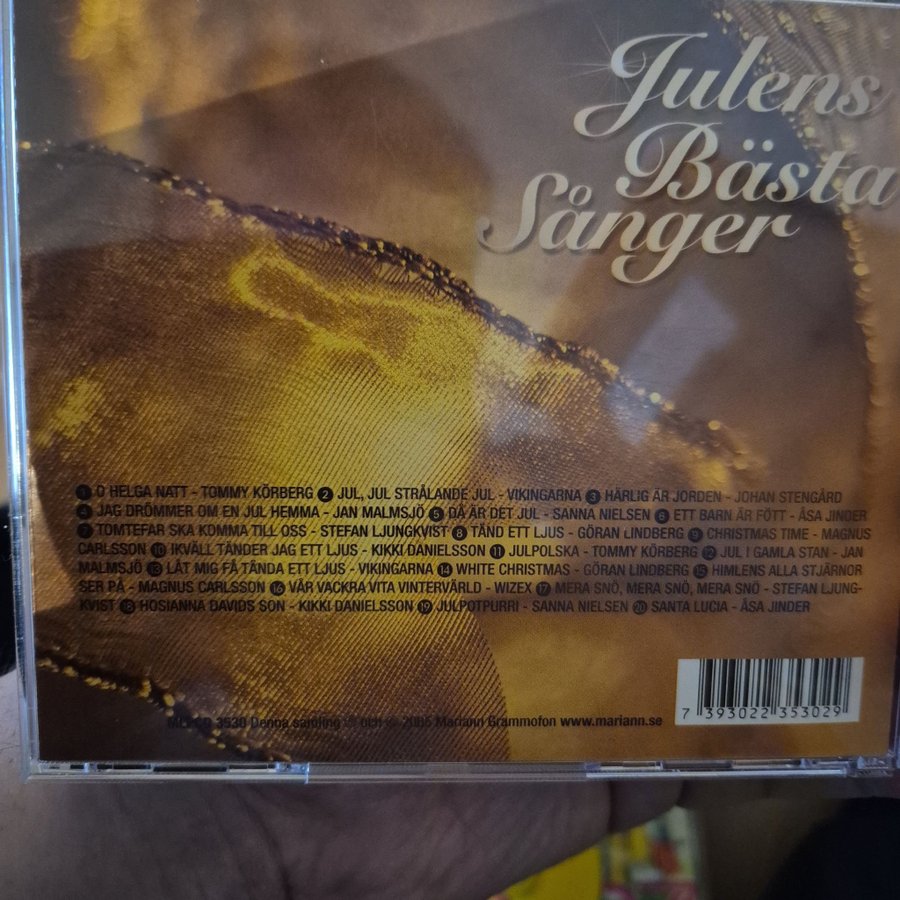 Julens
Bästa
Sånger
1 O HELGA NATT - TOMMY KÖRBERG 2 JUL, JUL STRÅLANDE JUL - VIKINGARNA 3 HÄRLIG ÄR JORDEN - JOHAN STENGÅRD
4 JAG DRÖMMER OM EN JUL HEMMA - JAN MALMSJÖ 5 DÅ ÄR DET JUL - SANNA NIELSEN 6 ETT BARN ÄR FÖTT - ÅSA JINDER
7 TOMTEFAR SKA KOMMA TILL OSS - STEFAN LJUNGKVIST 8 TÄND ETT LJUS - GÖRAN LINDBERG 9 CHRISTMAS TIME - MAGNUS
CARLSSON 10 IKVÄLL TÄNDER JAG ETT LJUS - KIKKI DANIELSSON 11 JULPOLSKA - TOMMY KÖRBERG 12 JUL I GAMLA STAN - JAN
MALMSJÖ 13 LÅT MIG FÅ TÄNDA ETT LJUS - VIKINGARNA 14 WHITE CHRISTMAS - GÖRAN LINDBERG 15 HIMLENS ALLA STJÄRNOR
SER PÅ - MAGNUS CARLSSON 16 VÅR VACKRA VITA VINTERVÄRLD - WIZEX 17 MERA SNÖ, MERA SNÖ, MERA SNÖ - STEFAN LJUNG-
KVIST 18 HOSIANNA DAVIDS SON - KIKKI DANIELSSON 19 JULPOTPURRI - SANNA NIELSEN 20 SANTA LUCIA - ÅSA JINDER
Denna samling ℗ och © Mariann Grammofon www.mariann.se
7 393022 353029